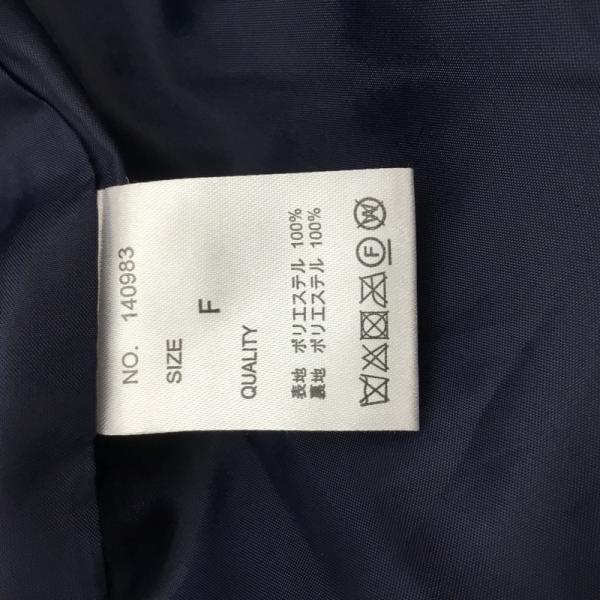 NO. 140983
SIZE
F
QUALITY
表地 ポリエステル 100%
裏地 ポリエステル 100%
F
W